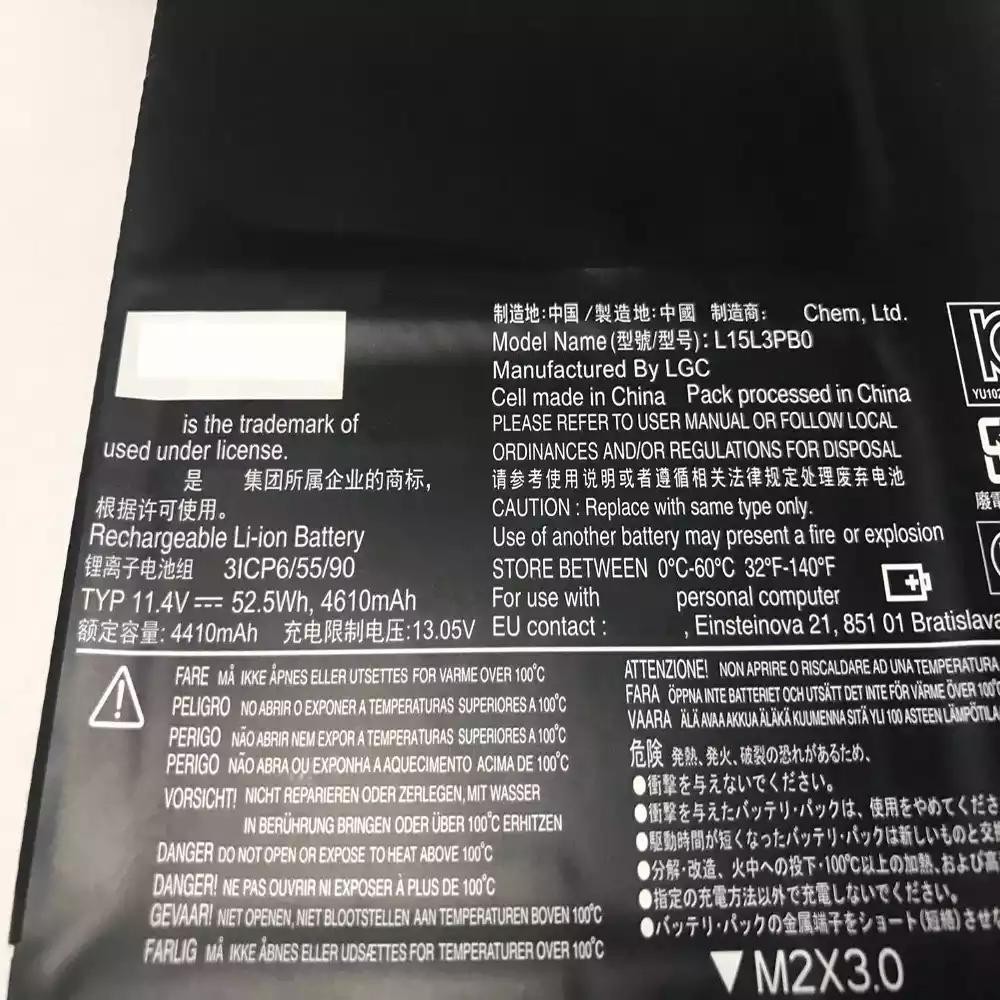 is the trademark of
used under license.
是 集团所属企业的商标,
根据许可使用。
Rechargeable Li-ion Battery
锂离子电池组 3ICP6/55/90
TYP 11.4V 52.5Wh, 4610mAh
额定容量: 4410mAh 充电限制电压:13.05V
制造地:中国 /製造地:中國 制造商: Chem, Ltd.
Model Name (型號/型号): L15L3PB0
Manufactured By LGC
Cell made in China Pack processed in China
PLEASE REFER TO USER MANUAL OR FOLLOW LOCAL
ORDINANCES AND/OR REGULATIONS FOR DISPOSAL
请参考使用说明或者遵循相关法律规定处理废弃电池
CAUTION : Replace with same type only.
Use of another battery may present a fire or explosion
STORE BETWEEN 0°C-60°C 32°F-140°F
For use with personal computer
EU contact : , Einsteinova 21, 851 01 Bratislava
YU102
廢電
FARE MÅ IKKE ÅPNES ELLER UTSETTES FOR VARME OVER 100°C
PELIGRO NO ABRIR O EXPONER A TEMPERATURAS SUPERIORES A 100°C
PERIGO NÃO ABRIR NEM EXPOR A TEMPERATURAS SUPERIORES A 100°C
PERIGO NÃO ABRA OU EXPONHA A AQUECIMENTO ACIMA DE 100°C
VORSICHT! NICHT REPARIEREN ODER ZERLEGEN, MIT WASSER
IN BERÜHRUNG BRINGEN ODER ÜBER 100°C ERHITZEN
DANGER DO NOT OPEN OR EXPOSE TO HEAT ABOVE 100°C
DANGER! NE PAS OUVRIR NI EXPOSER À PLUS DE 100°C
GEVAAR! NIET OPENEN, NIET BLOOTSTELLEN AAN TEMPERATUREN BOVEN 100°C
FARLIG MÅ IKKE ÅBNES ELLER UDSÆTTES FOR TEMPERATURER OVER 100°C
ATTENZIONE! NON APRIRE O RISCALDARE AD UNA TEMPERATURA
FARA ÖPPNA INTE BATTERIET OCH UTSÄTT DET INTE FÖR VÄRME ÖVER 100°
VAARA ÄLÄ AVAA AKKUA ÄLÄKÄ KUUMENNA SITÄ YLI 100 ASTEEN LÄMPÖTILA
危険 発熱、発火、破裂の恐れがあるため、
●衝撃を与えないでください。
●衝撃を与えたバッテリ・パックは、使用をやめてくださ
●駆動時間が短くなったバッテリ・パックは新しいものと交
●分解・改造、火中への投下・100°C以上の加熱、および高
●指定の充電方法以外で充電しないでください。
●バッテリ・パックの金属端子をショート(短絡)させ
▼M2X3.0